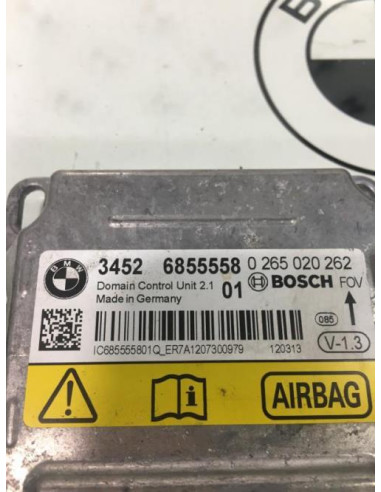 BMW
3452 6855558 0 265 020 262
Domain Control Unit 2.1 01 BOSCH FOV
Made in Germany
085
V-1.3
IC685555801Q_ER7A1207300979 120313
AIRBAG